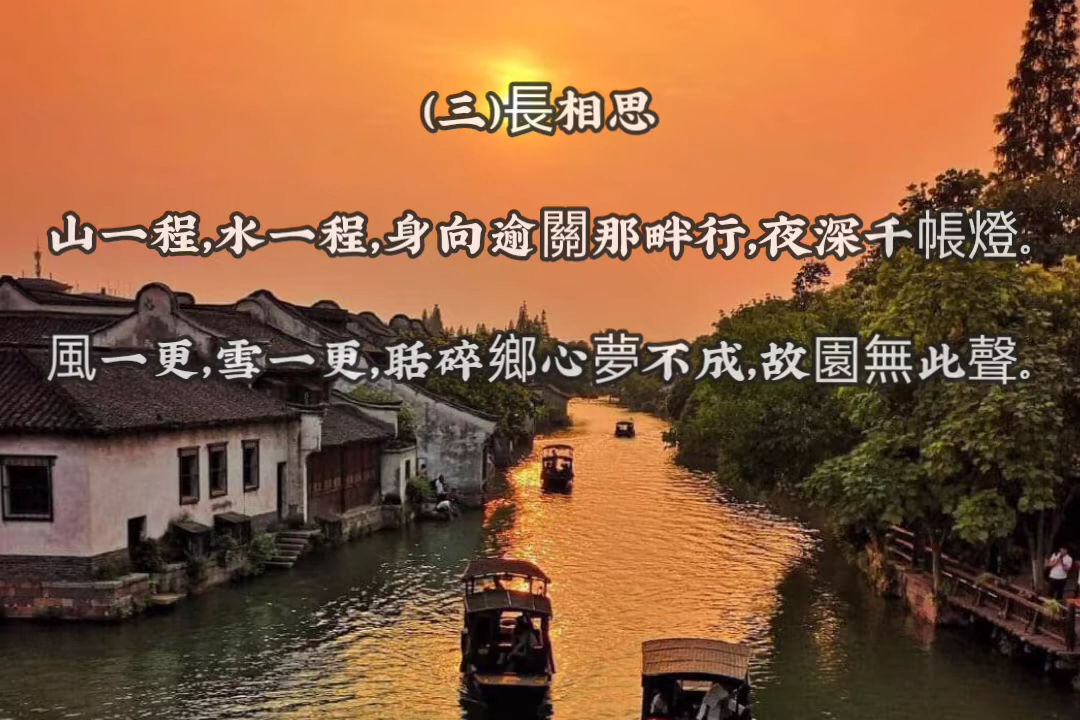 (三)長相思
山一程,水一程,身向逾關那畔行,夜深千帳燈。
風一更,雪一更,聒碎鄉心夢不成,故園無此聲。